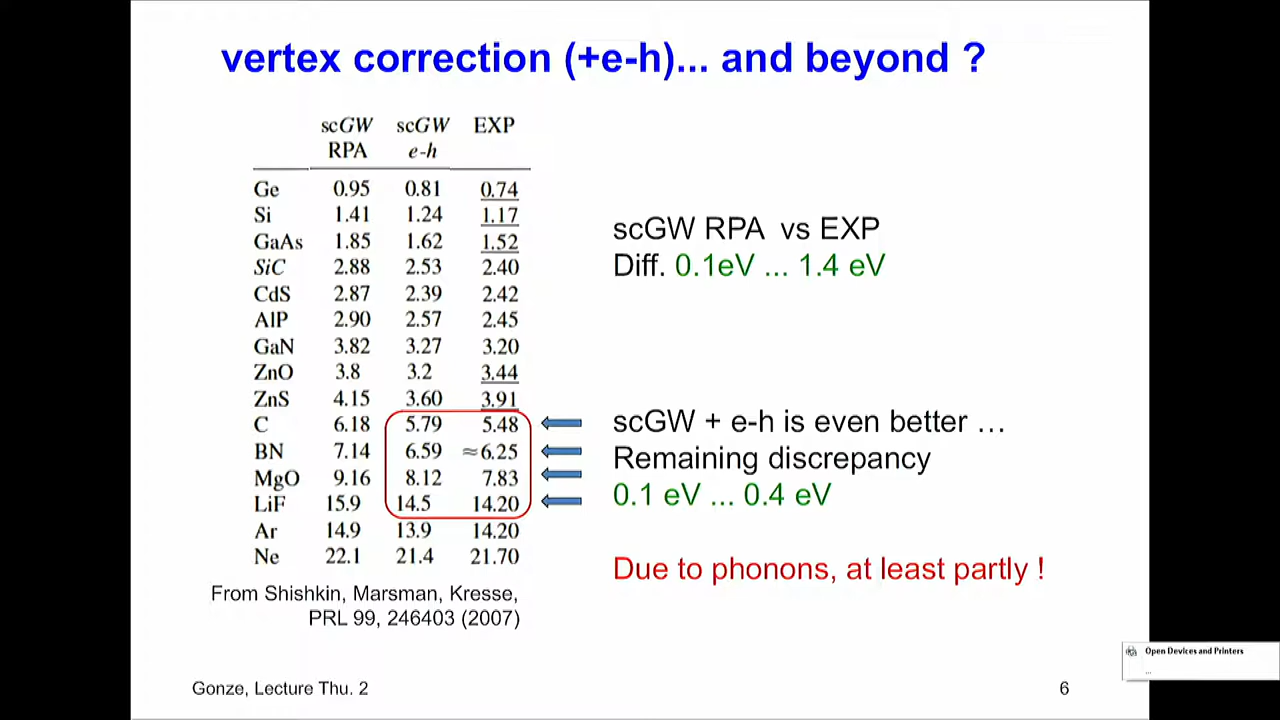 vertex correction (+e-h)... and beyond ?
scGW scGW EXP
RPA e-h
Ge 0.95 0.81 0.74
Si 1.41 1.24 1.17
GaAs 1.85 1.62 1.52
SiC 2.88 2.53 2.40
CdS 2.87 2.39 2.42
AlP 2.90 2.57 2.45
GaN 3.82 3.27 3.20
ZnO 3.8 3.2 3.44
ZnS 4.15 3.60 3.91
C 6.18 5.79 5.48
BN 7.14 6.59 ≈6.25
MgO 9.16 8.12 7.83
LiF 15.9 14.5 14.20
Ar 14.9 13.9 14.20
Ne 22.1 21.4 21.70
From Shishkin, Marsman, Kresse,
PRL 99, 246403 (2007)
scGW RPA vs EXP
Diff. 0.1eV ... 1.4 eV
scGW + e-h is even better …
Remaining discrepancy
0.1 eV ... 0.4 eV
Due to phonons, at least partly !
Open Devices and Printers
...
Gonze, Lecture Thu. 2
6